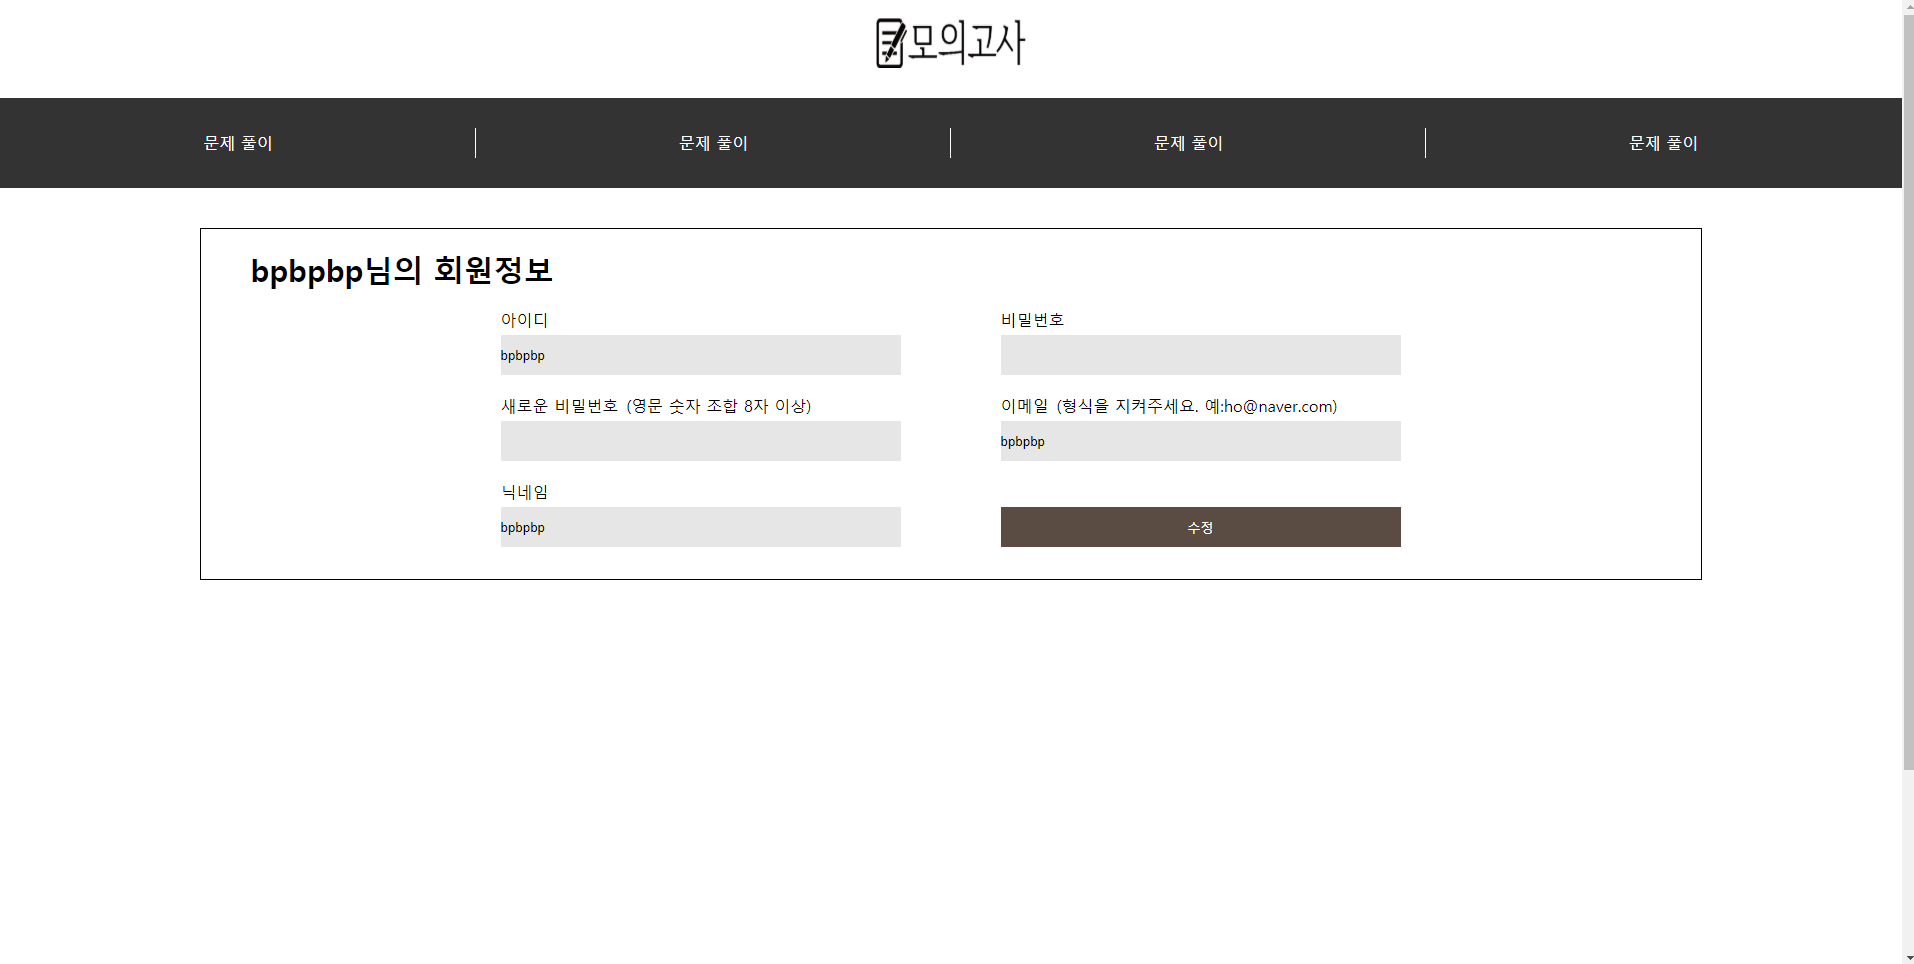 모의고사
문제 풀이 문제 풀이 문제 풀이 문제 풀이
bpbpbp님의 회원정보
아이디 비밀번호
bpbpbp
새로운 비밀번호 (영문 숫자 조합 8자 이상) 이메일 (형식을 지켜주세요. 예:ho@naver.com)
bpbpbp
닉네임
bpbpbp 수정